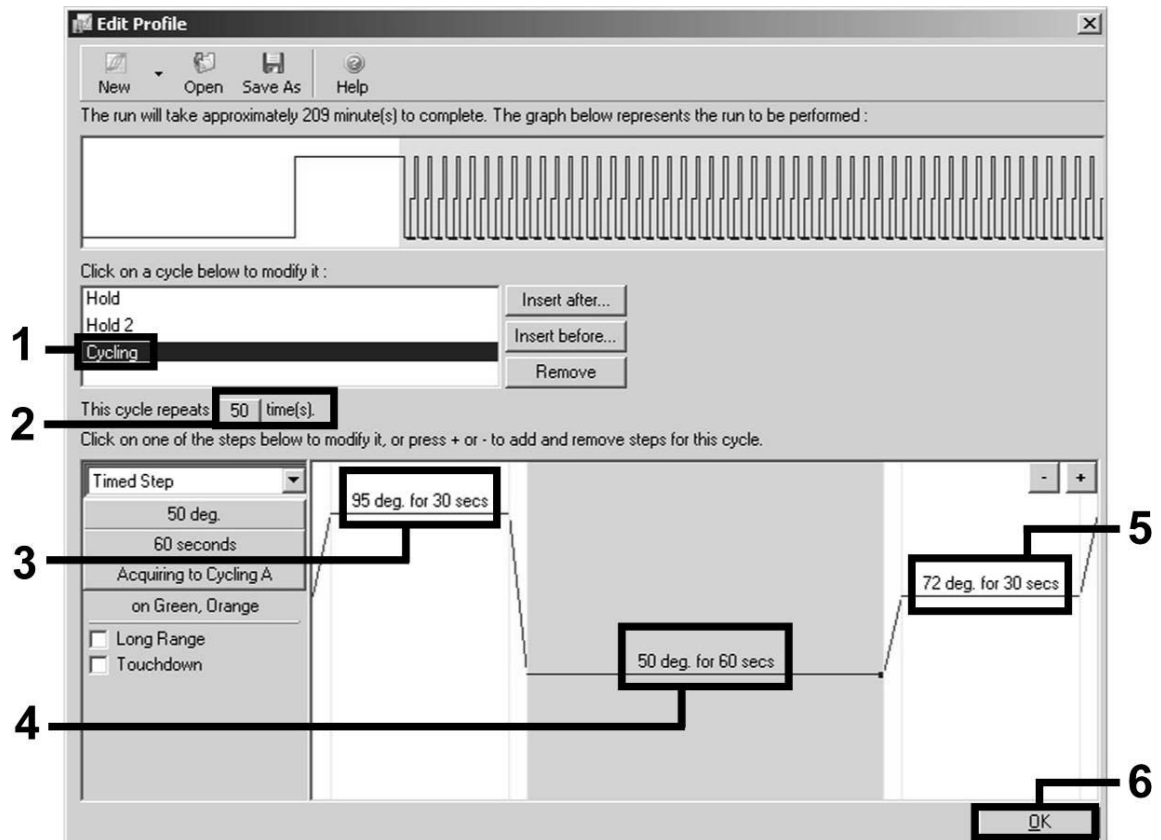 Edit Profile
New Open Save As Help
The run will take approximately 209 minute(s) to complete. The graph below represents the run to be performed :
Click on a cycle below to modify it :
Hold
Hold 2
Cycling
Insert after...
Insert before...
Remove
1
This cycle repeats 50 time(s).
2
Click on one of the steps below to modify it, or press + or - to add and remove steps for this cycle.
Timed Step
50 deg.
60 seconds
Acquiring to Cycling A
on Green, Orange
Long Range
Touchdown
95 deg. for 30 secs
- +
3
50 deg. for 60 secs
4
72 deg. for 30 secs
5
OK
6